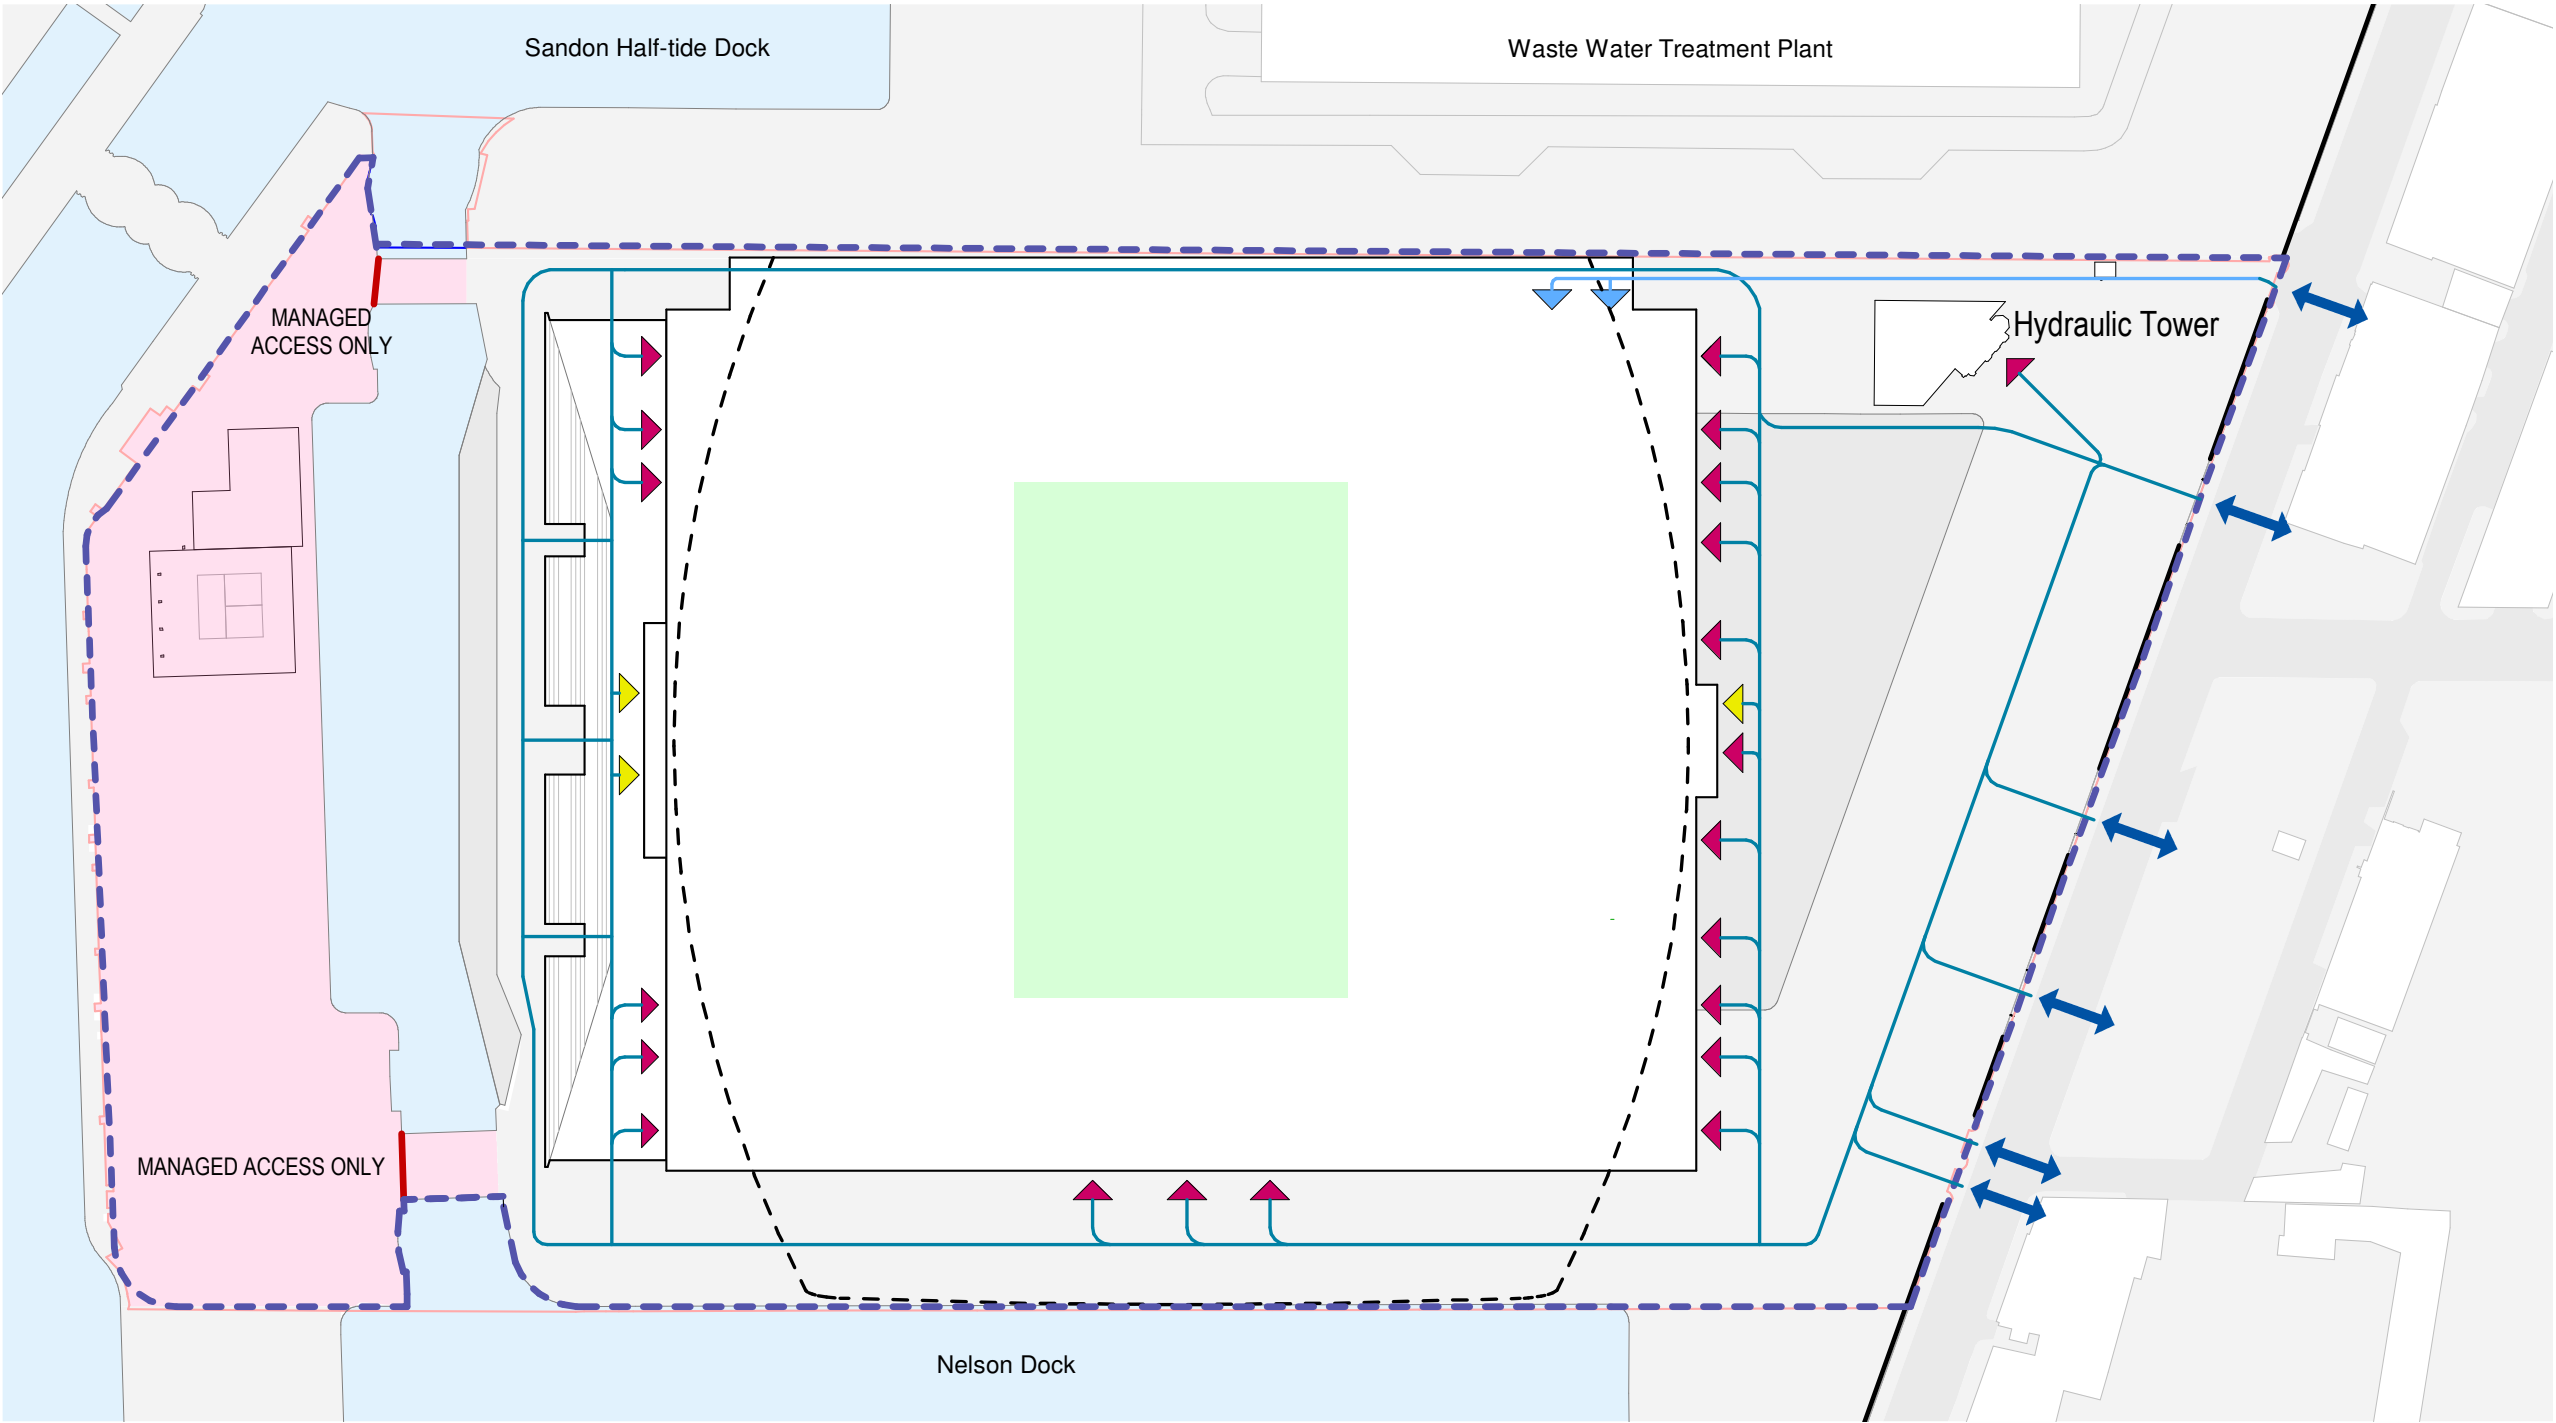 Sandon Half-tide Dock
Waste Water Treatment Plant
MANAGED
ACCESS ONLY
Hydraulic Tower
MANAGED ACCESS ONLY
Nelson Dock